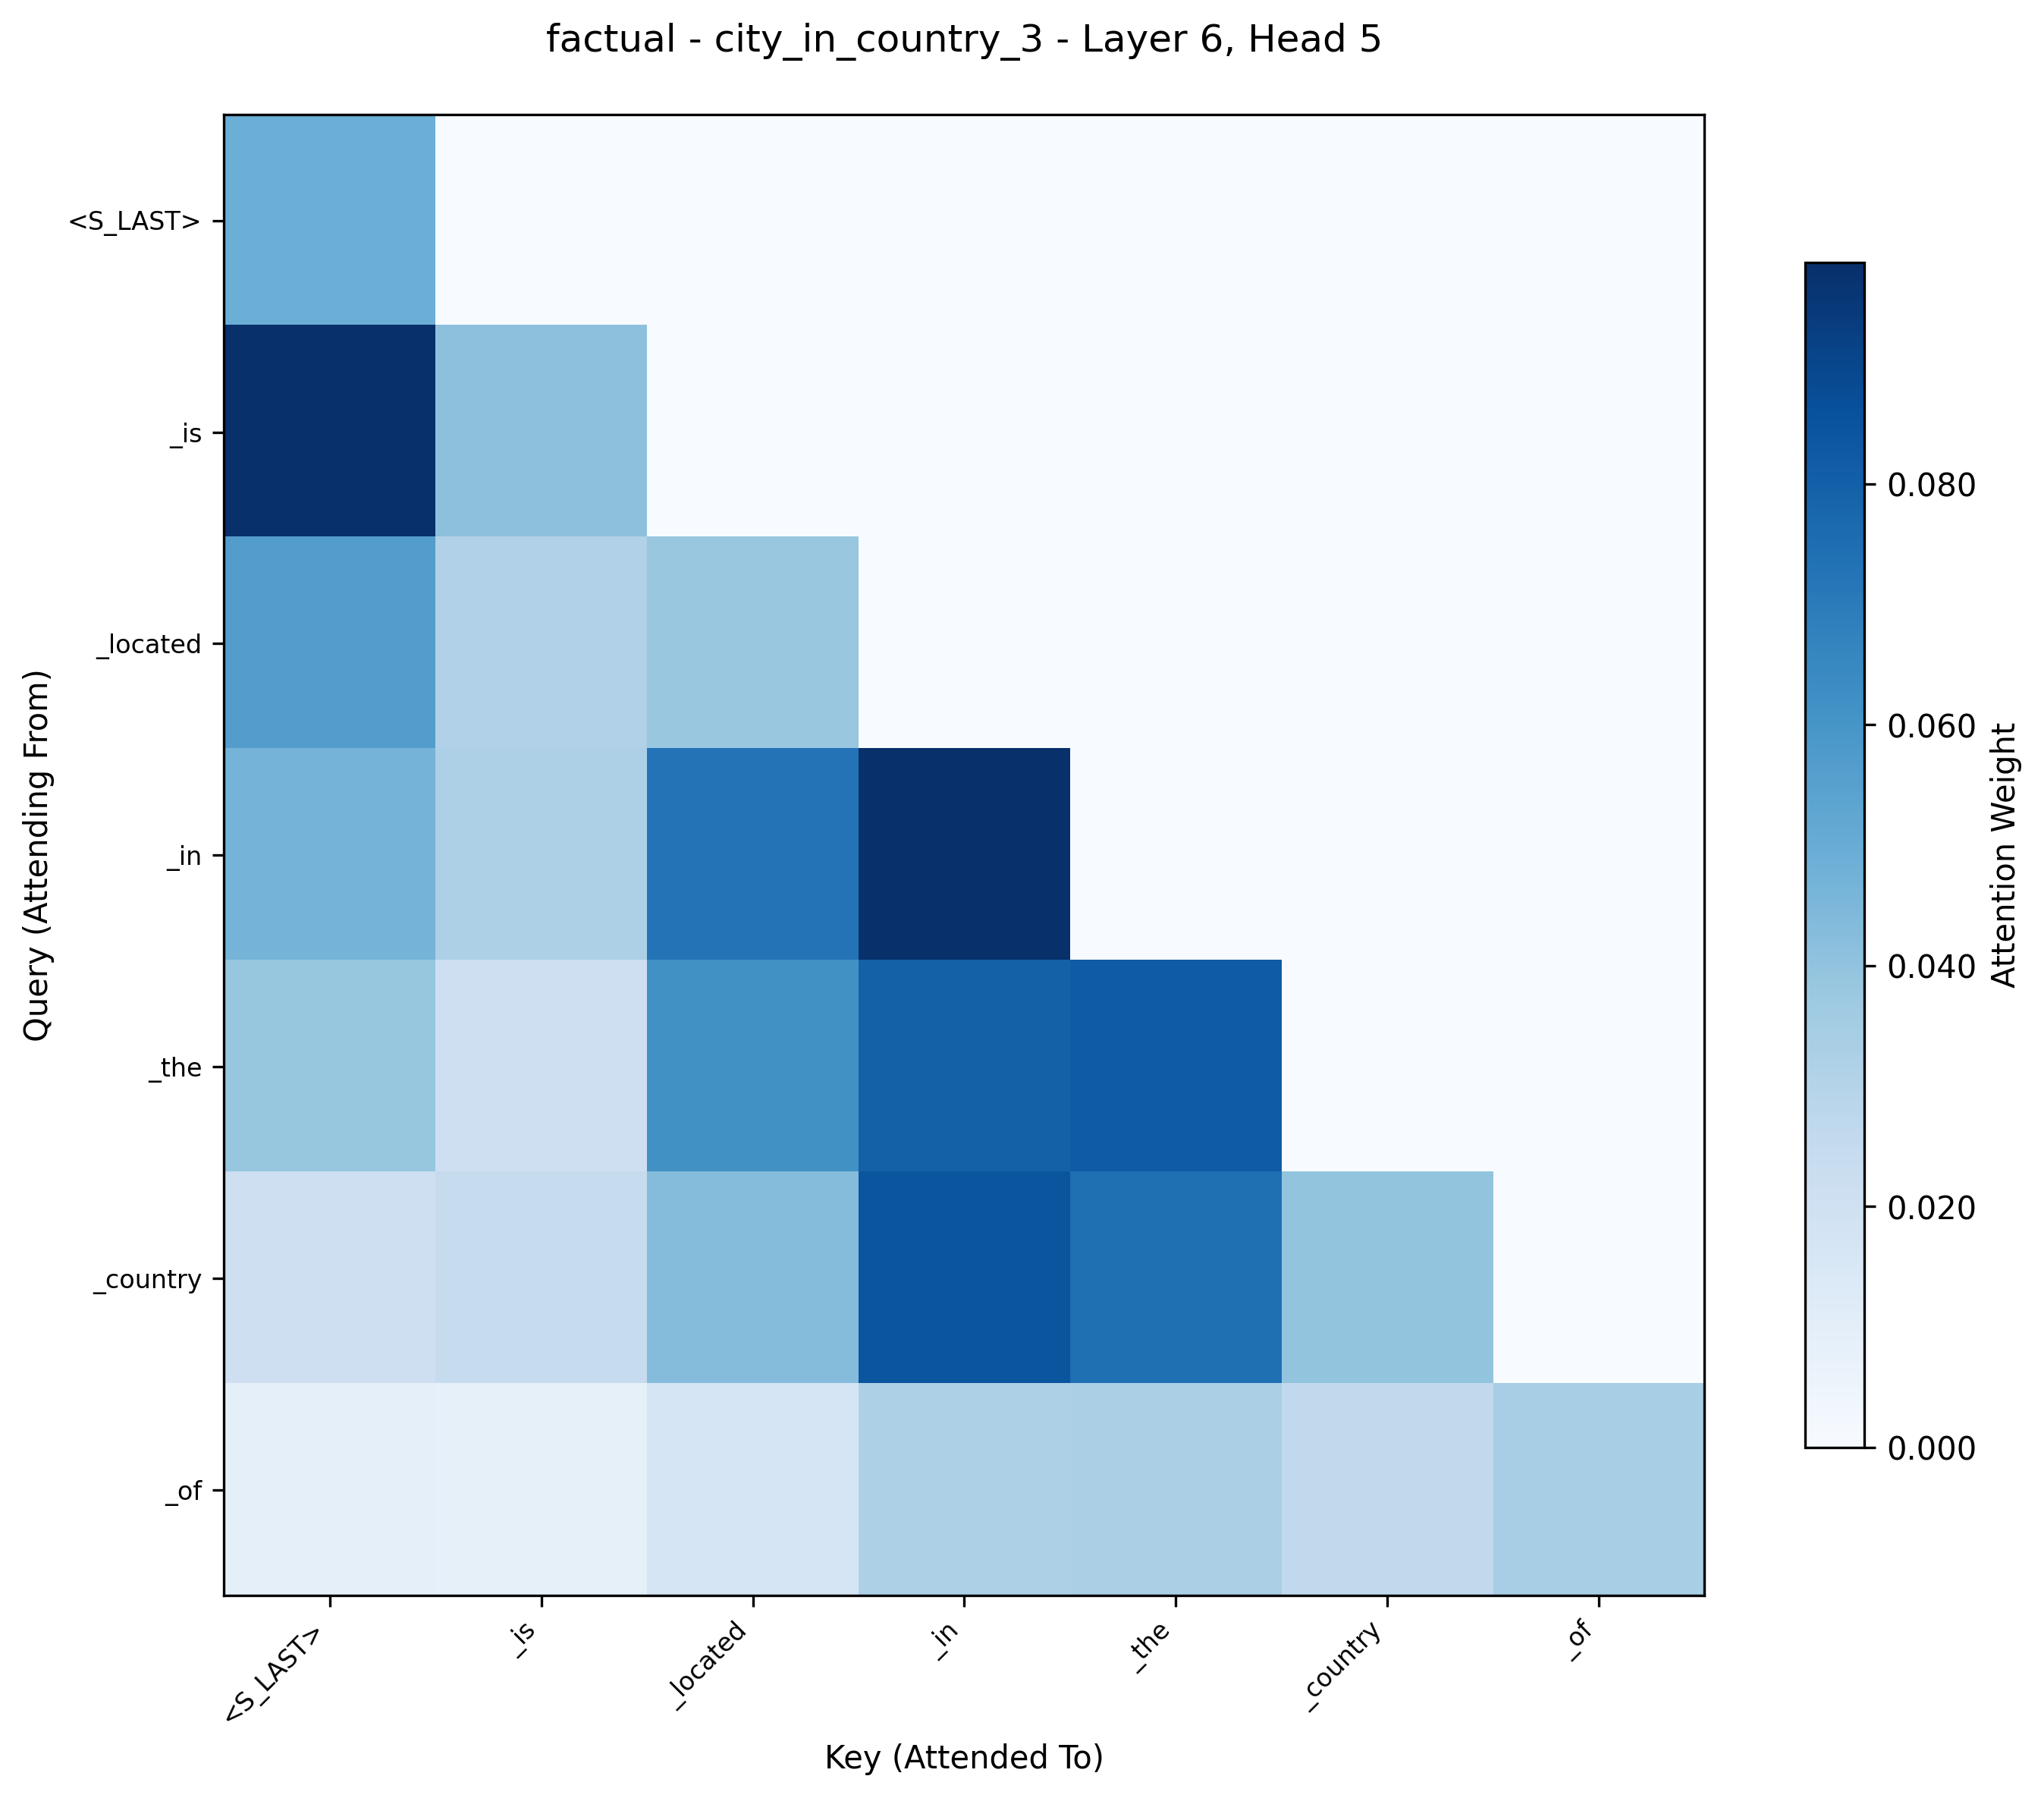 factual - city_in_country_3 - Layer 6, Head 5
Query (Attending From)
<S_LAST>
_is
_located
_in
_the
_country
_of
<S_LAST>
_is
_located
_in
_the
_country
_of
Key (Attended To)
0.080
0.060
0.040
0.020
0.000
Attention Weight